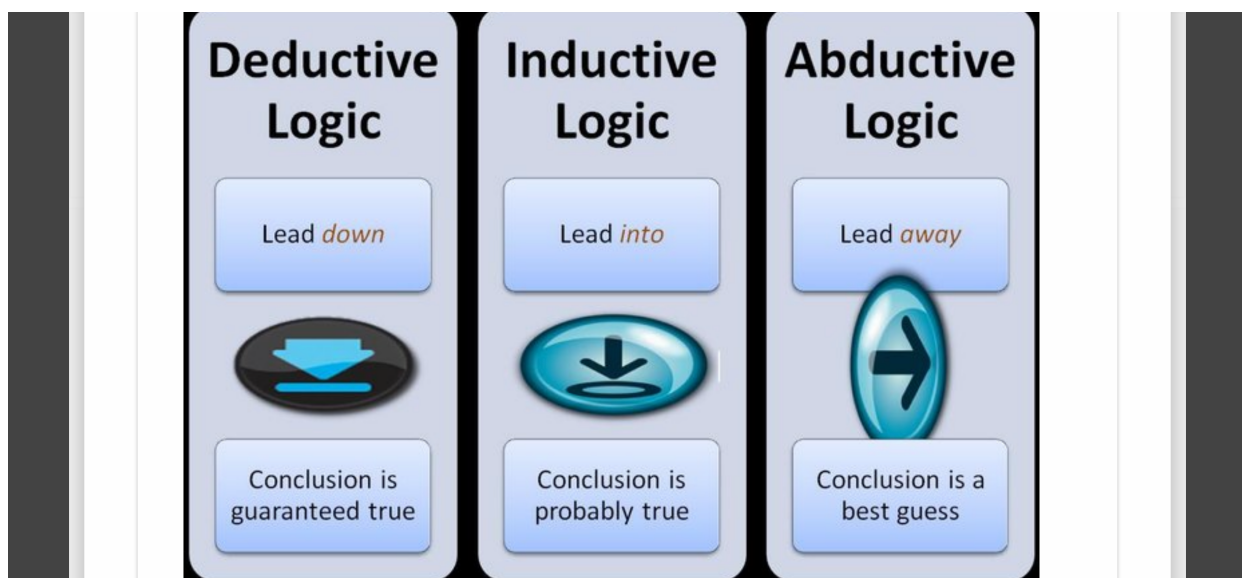 Deductive
Logic
Lead down
Conclusion is
guaranteed true
Inductive
Logic
Lead into
Conclusion is
probably true
Abductive
Logic
Lead away
Conclusion is a
best guess